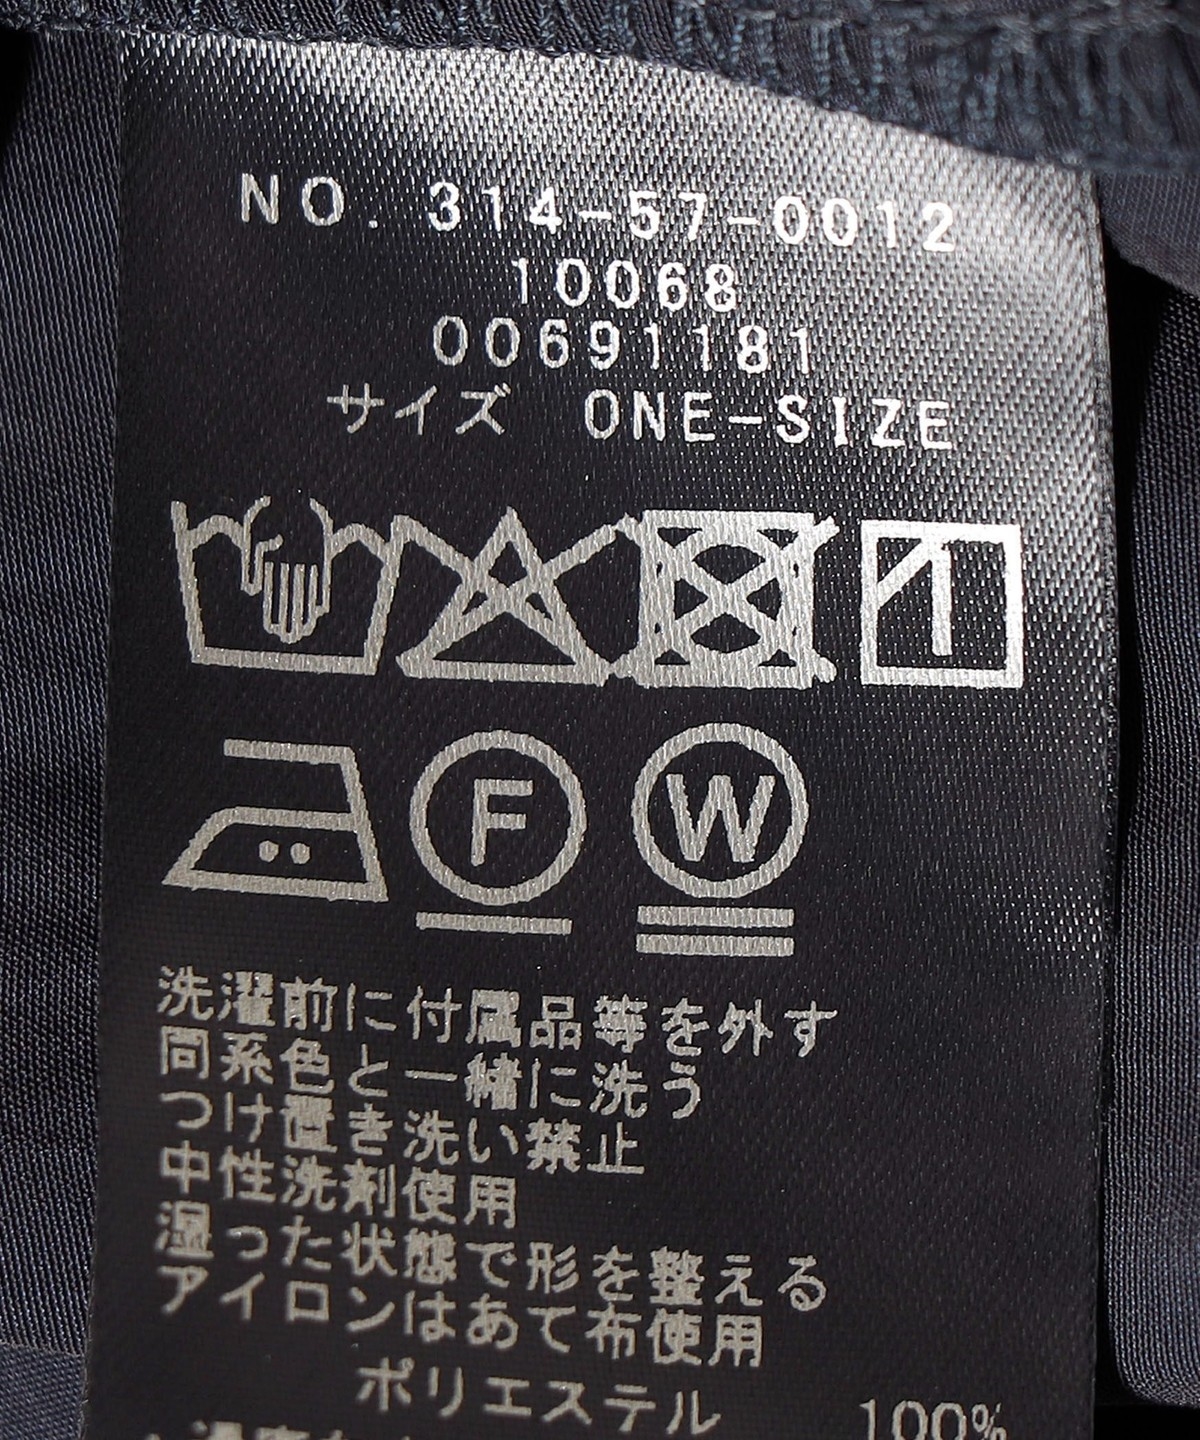 NO. 314-57-0012
10068
00691181
サイズ ONE-SIZE
F W
洗濯前に付属品等を外す
同系色と一緒に洗う
つけ置き洗い禁止
中性洗剤使用
湿った状態で形を整える
アイロンはあて布使用
ポリエステル 100%